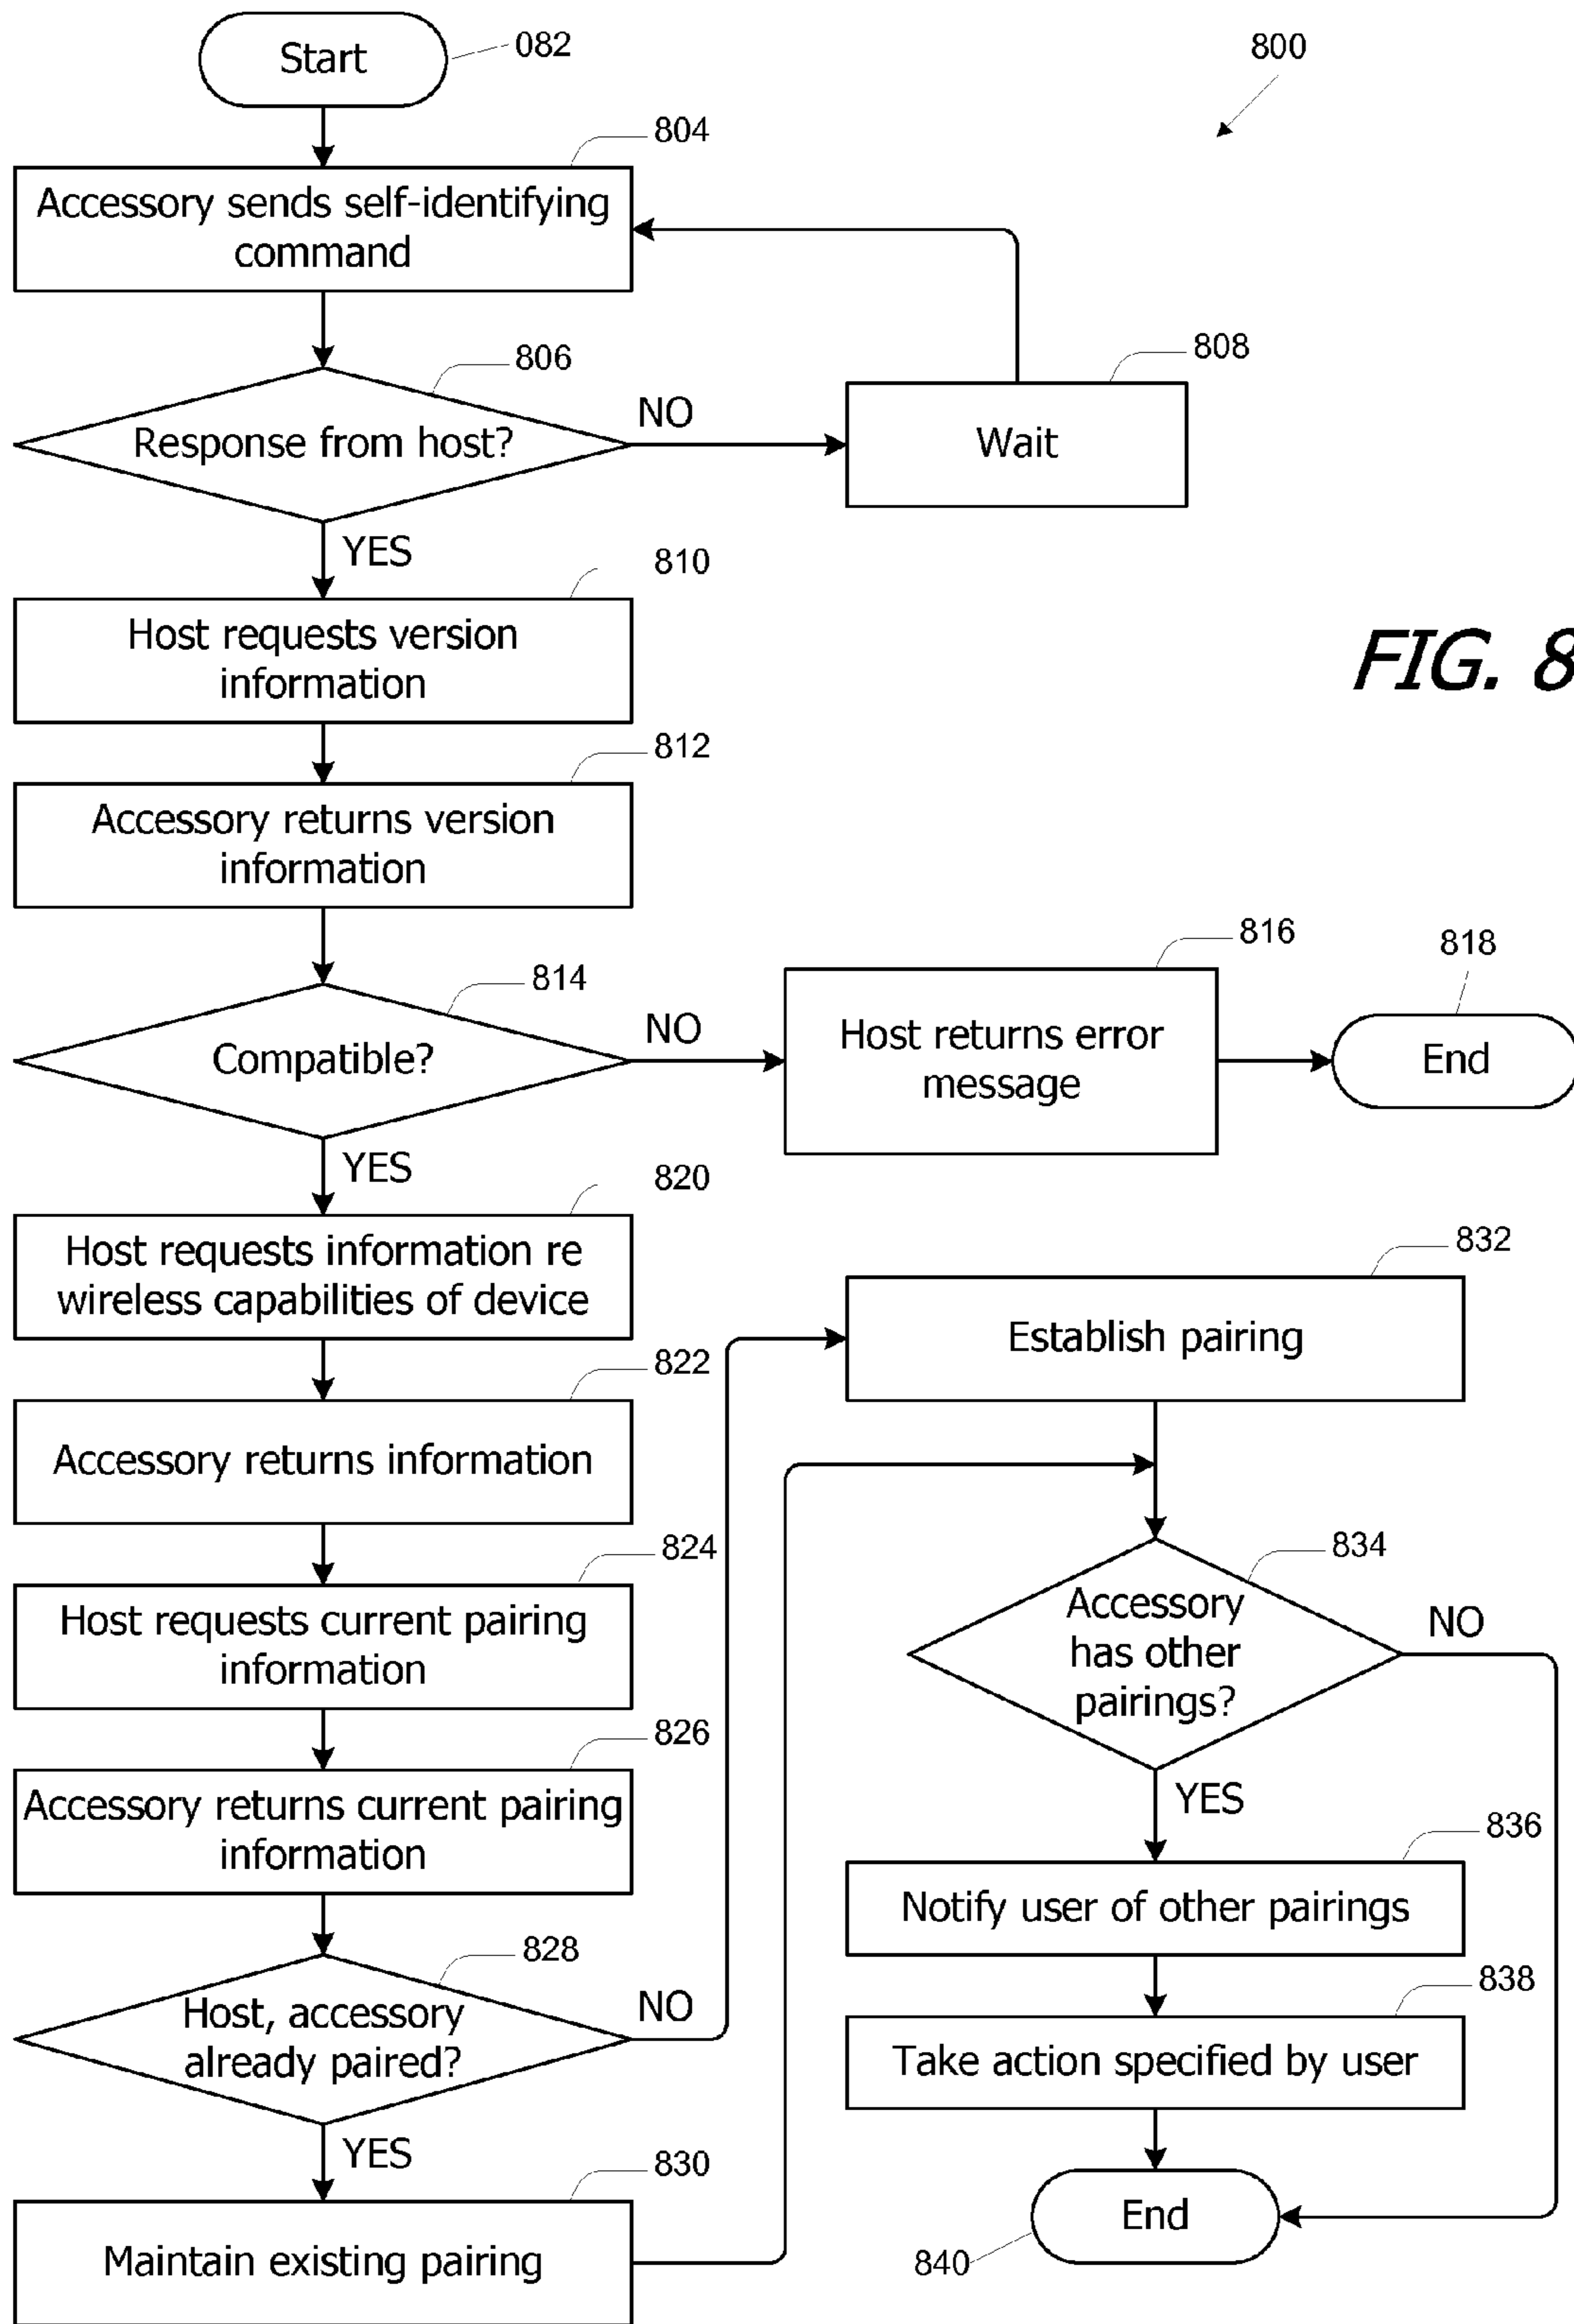 Start
082
800
804
Accessory sends self-identifying
command
806
Response from host?
NO
808
Wait
YES
810
Host requests version
information
FIG. 8
812
Accessory returns version
information
814
Compatible?
NO
816
Host returns error
message
818
End
YES
820
Host requests information re
wireless capabilities of device
822
Accessory returns information
824
Host requests current pairing
information
826
Accessory returns current pairing
information
828
Host, accessory
already paired?
NO
YES
830
Maintain existing pairing
832
Establish pairing
834
Accessory
has other
pairings?
NO
YES
836
Notify user of other pairings
838
Take action specified by user
End
840